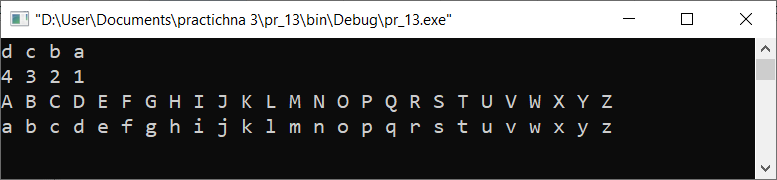 "D:\User\Documents\practichna 3\pr_13\bin\Debug\pr_13.exe"
d c b a
4 3 2 1
A B C D E F G H I J K L M N O P Q R S T U V W X Y Z
a b c d e f g h i j k l m n o p q r s t u v w x y z